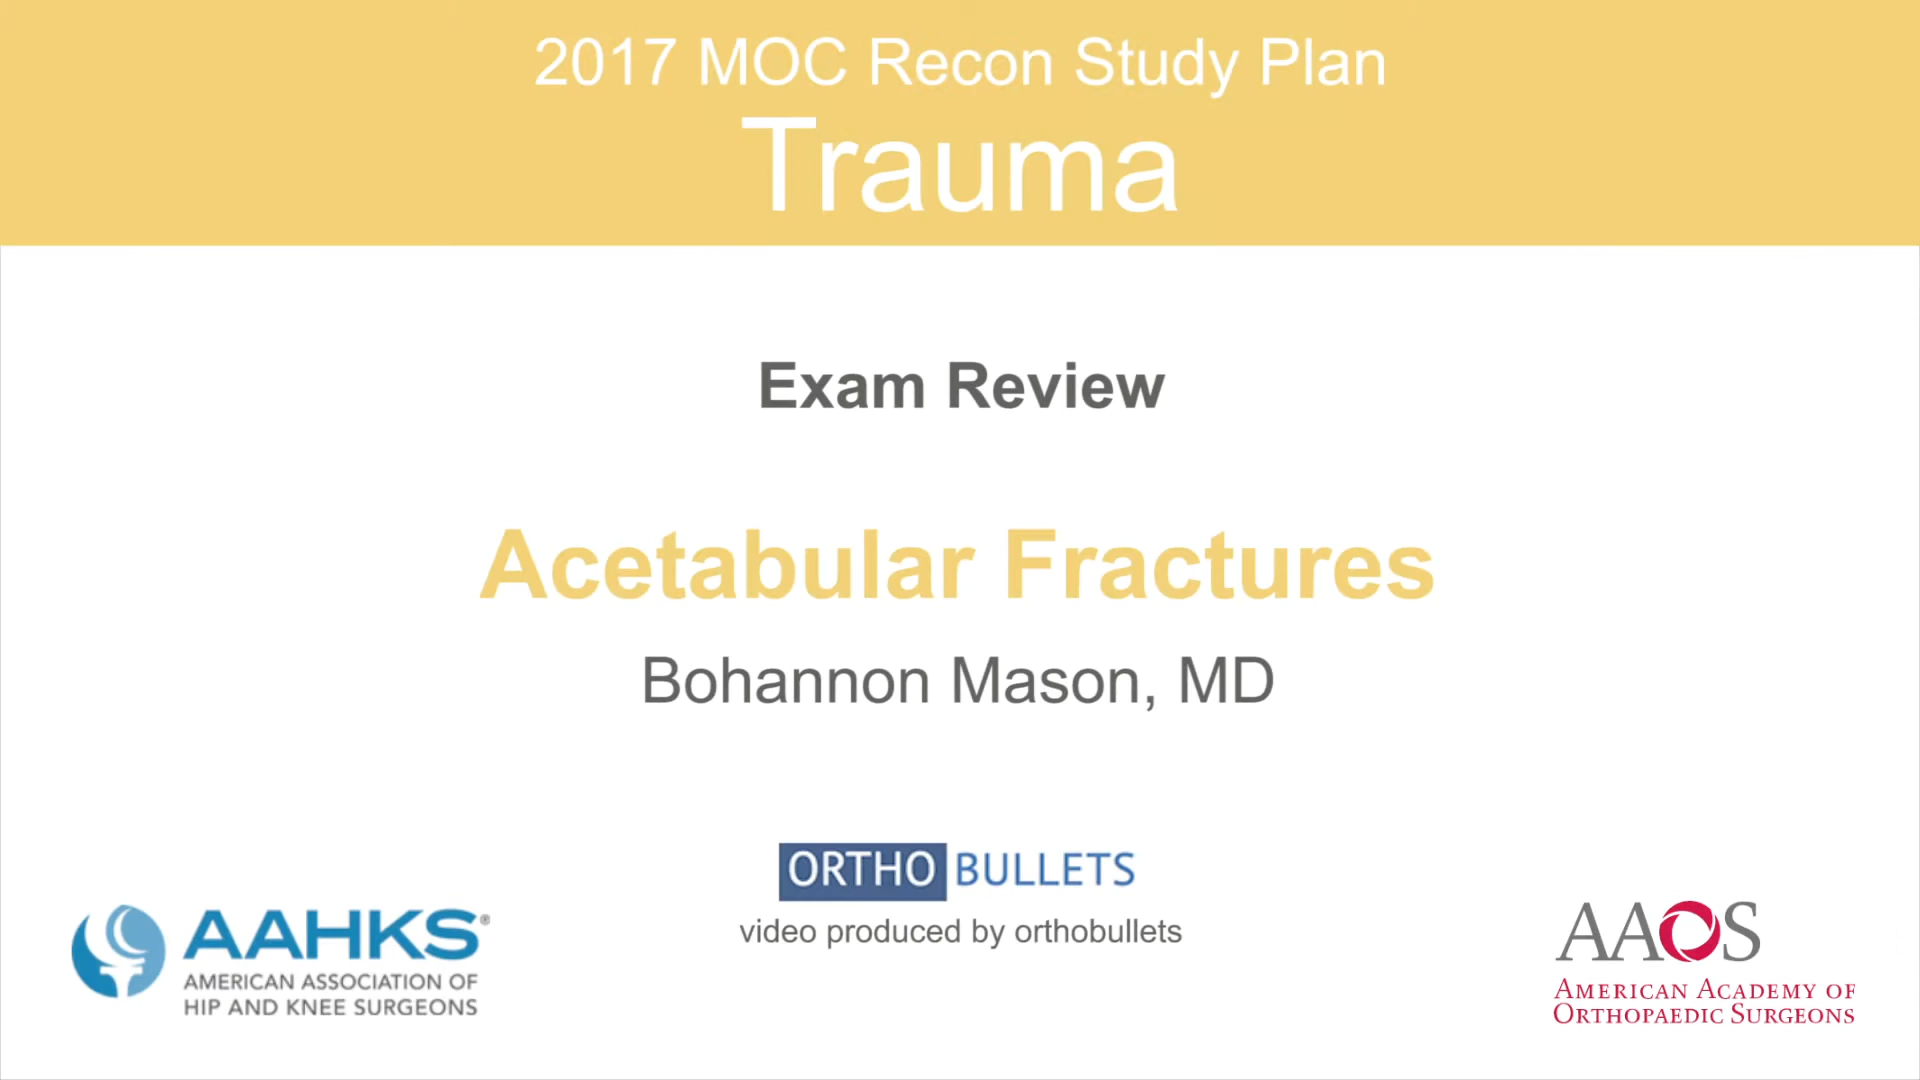 2017 MOC Recon Study Plan
Trauma
Exam Review
Acetabular Fractures
Bohannon Mason, MD
ORTHO BULLETS
video produced by orthobullets
AAHKS®
AMERICAN ASSOCIATION OF
HIP AND KNEE SURGEONS
AAOS
AMERICAN ACADEMY OF
ORTHOPAEDIC SURGEONS